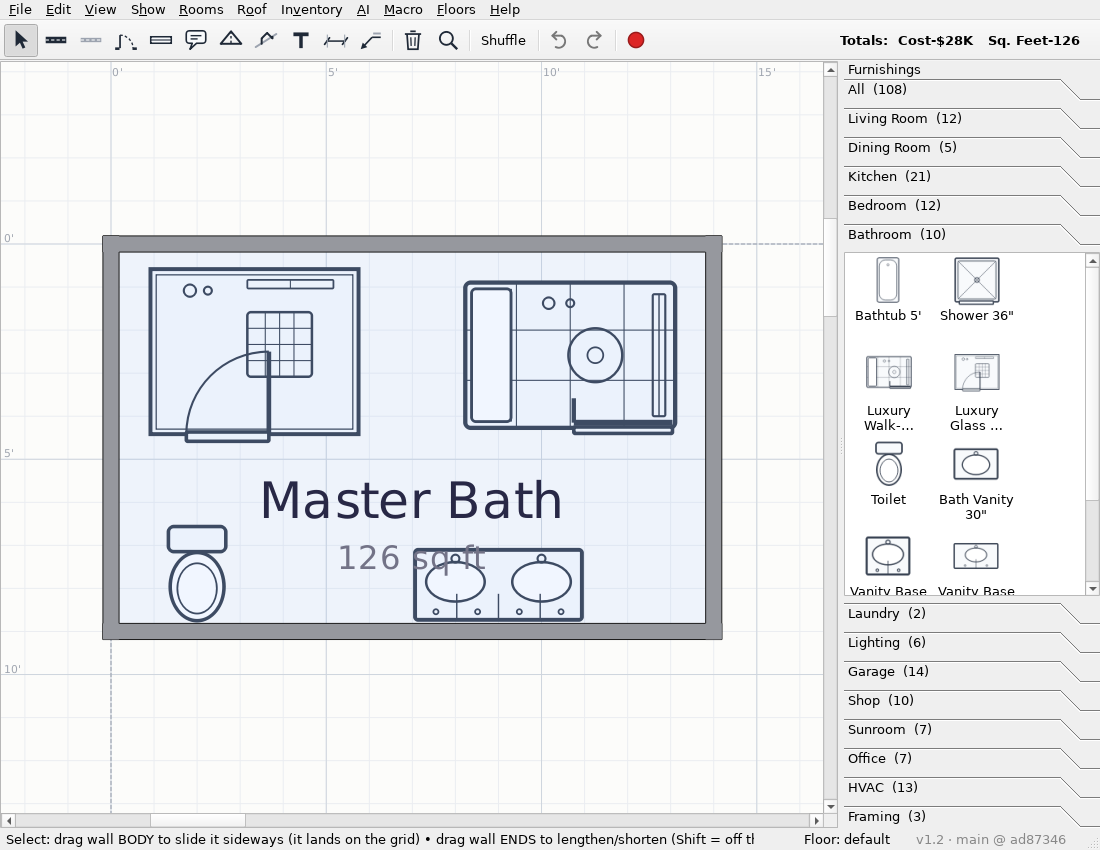 File Edit View Show Rooms Roof Inventory AI Macro Floors Help
Shuffle
Totals: Cost-$28K Sq. Feet-126
0' 5' 10' 15'
0'
5'
10'
Master Bath
126 sq ft
Furnishings
All (108)
Living Room (12)
Dining Room (5)
Kitchen (21)
Bedroom (12)
Bathroom (10)
Bathtub 5' Shower 36"
Luxury Walk-... Luxury Glass ...
Toilet Bath Vanity 30"
Vanity Base Vanity Base
Laundry (2)
Lighting (6)
Garage (14)
Shop (10)
Sunroom (7)
Office (7)
HVAC (13)
Framing (3)
Select: drag wall BODY to slide it sideways (it lands on the grid) • drag wall ENDS to lengthen/shorten (Shift = off tl
Floor: default v1.2 · main @ ad87346